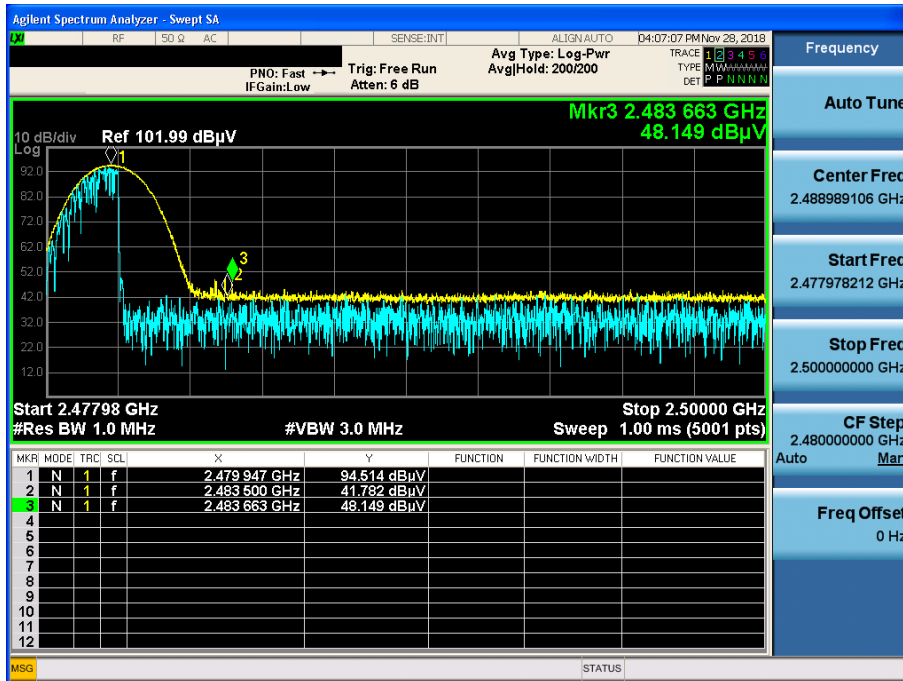 Agilent Spectrum Analyzer - Swept SA
LXI RF 50 Ω AC SENSE:INT ALIGN AUTO 04:07:07 PM Nov 28, 2018
PNO: Fast
IFGain:Low
Trig: Free Run
Atten: 6 dB
Avg Type: Log-Pwr
Avg|Hold: 200/200
TRACE 1 2 3 4 5 6
TYPE M WWWWW
DET P P N N N N
Mkr3 2.483 663 GHz
48.149 dBµV
10 dB/div Ref 101.99 dBµV
Log
92.0
82.0
72.0
62.0
52.0
42.0
32.0
22.0
12.0
1
3
2
Start 2.47798 GHz Stop 2.50000 GHz
#Res BW 1.0 MHz #VBW 3.0 MHz Sweep 1.00 ms (5001 pts)
MKR MODE TRC SCL X Y FUNCTION FUNCTION WIDTH FUNCTION VALUE
1 N 1 f 2.479 947 GHz 94.514 dBµV
2 N 1 f 2.483 500 GHz 41.782 dBµV
3 N 1 f 2.483 663 GHz 48.149 dBµV
4
5
6
7
8
9
10
11
12
MSG STATUS
Frequency
Auto Tune
Center Freq
2.488989106 GHz
Start Freq
2.477978212 GHz
Stop Freq
2.500000000 GHz
CF Step
2.480000000 GHz
Auto Man
Freq Offset
0 Hz